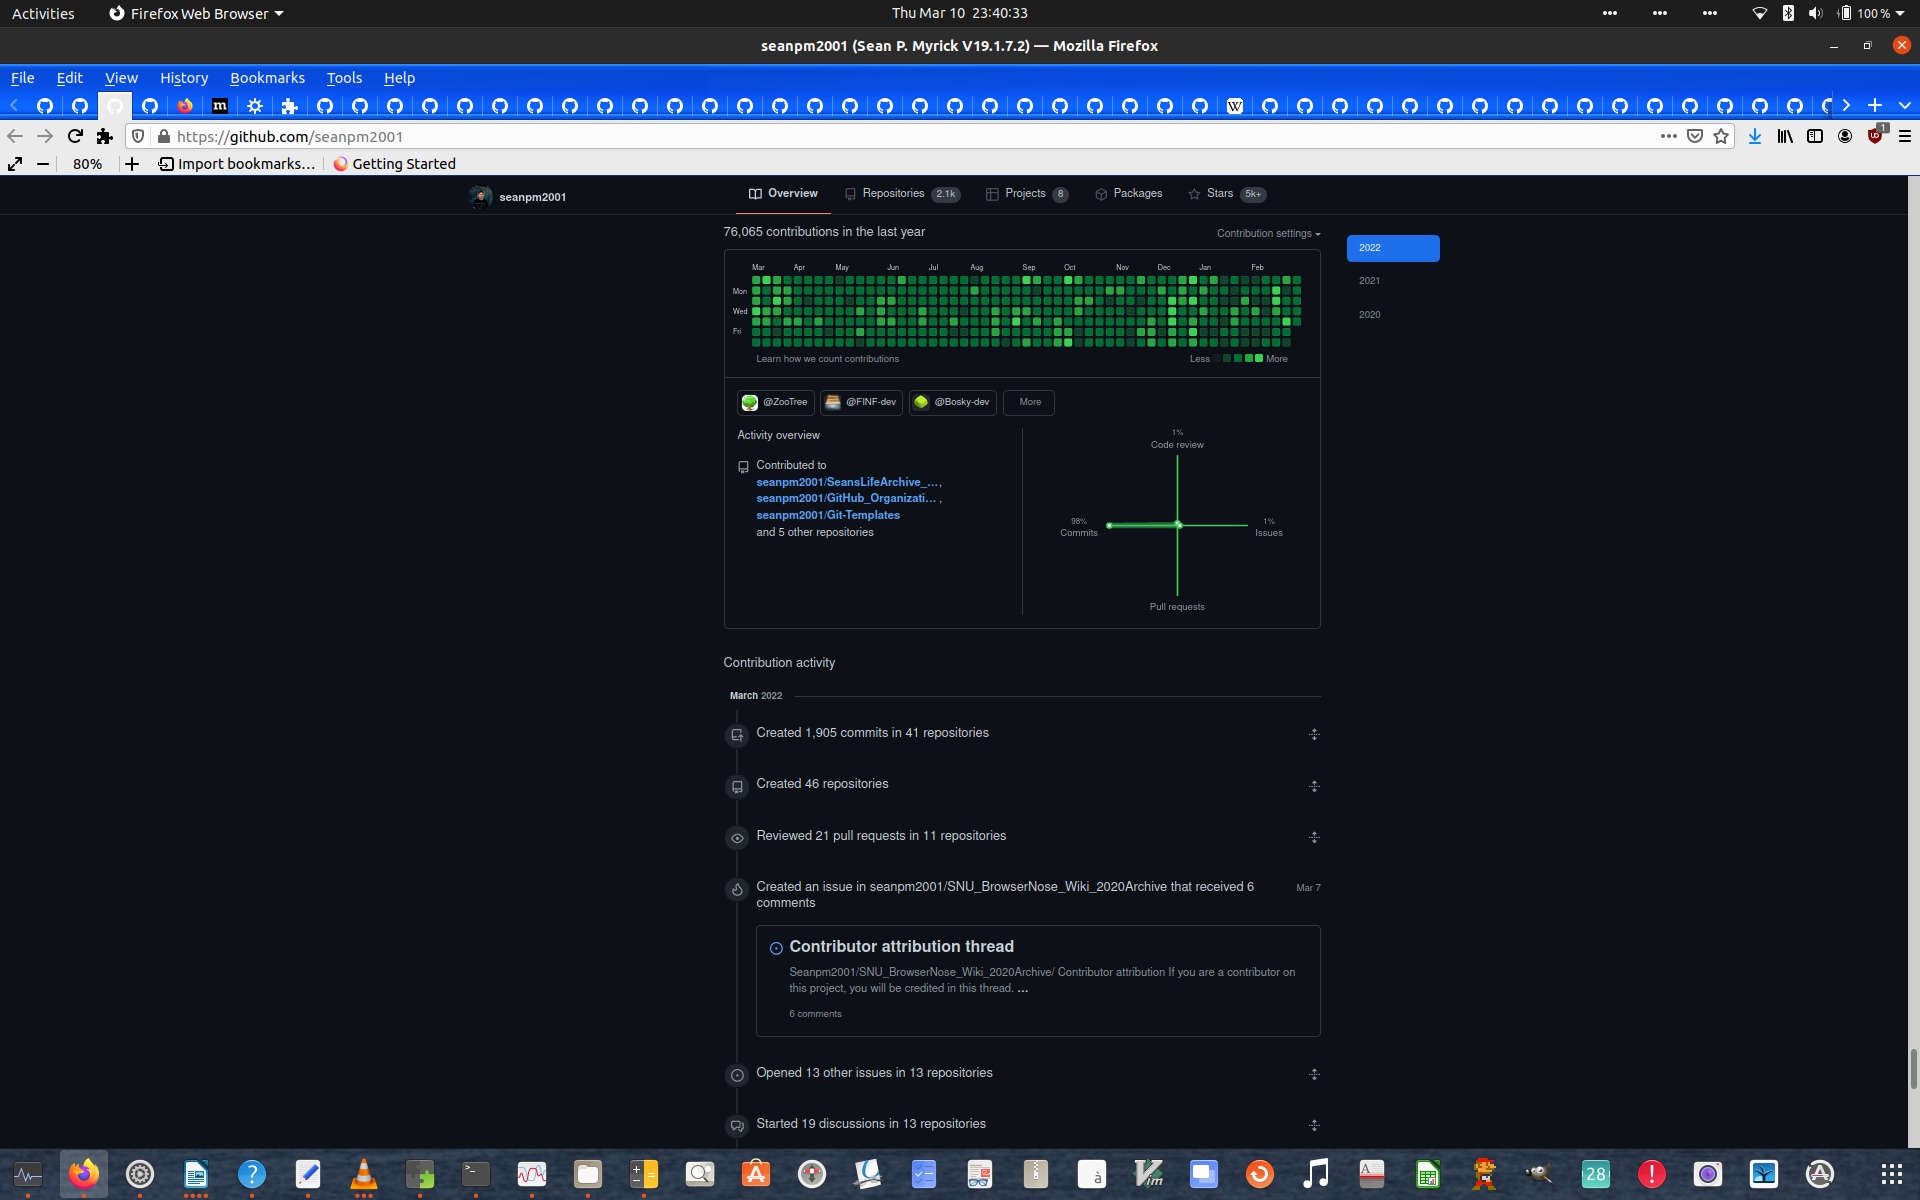 Activities
Firefox Web Browser
Thu Mar 10 23:40:33
100 %
seanpm2001 (Sean P. Myrick V19.1.7.2) — Mozilla Firefox
File Edit View History Bookmarks Tools Help
https://github.com/seanpm2001
1
80%
Import bookmarks...
Getting Started
seanpm2001
Overview
Repositories 2.1k
Projects 8
Packages
Stars 5k+
76,065 contributions in the last year
Contribution settings
2022
2021
2020
Mar Apr May Jun Jul Aug Sep Oct Nov Dec Jan Feb
Mon
Wed
Fri
Learn how we count contributions
Less More
@ZooTree
@FINF-dev
@Bosky-dev
More
Activity overview
Contributed to
seanpm2001/SeansLifeArchive_...,
seanpm2001/GitHub_Organizati... ,
seanpm2001/Git-Templates
and 5 other repositories
1%
Code review
98%
Commits
1%
Issues
Pull requests
Contribution activity
March 2022
Created 1,905 commits in 41 repositories
Created 46 repositories
Reviewed 21 pull requests in 11 repositories
Created an issue in seanpm2001/SNU_BrowserNose_Wiki_2020Archive that received 6
comments
Mar 7
Contributor attribution thread
Seanpm2001/SNU_BrowserNose_Wiki_2020Archive/ Contributor attribution If you are a contributor on
this project, you will be credited in this thread. ...
6 comments
Opened 13 other issues in 13 repositories
Started 19 discussions in 13 repositories
28